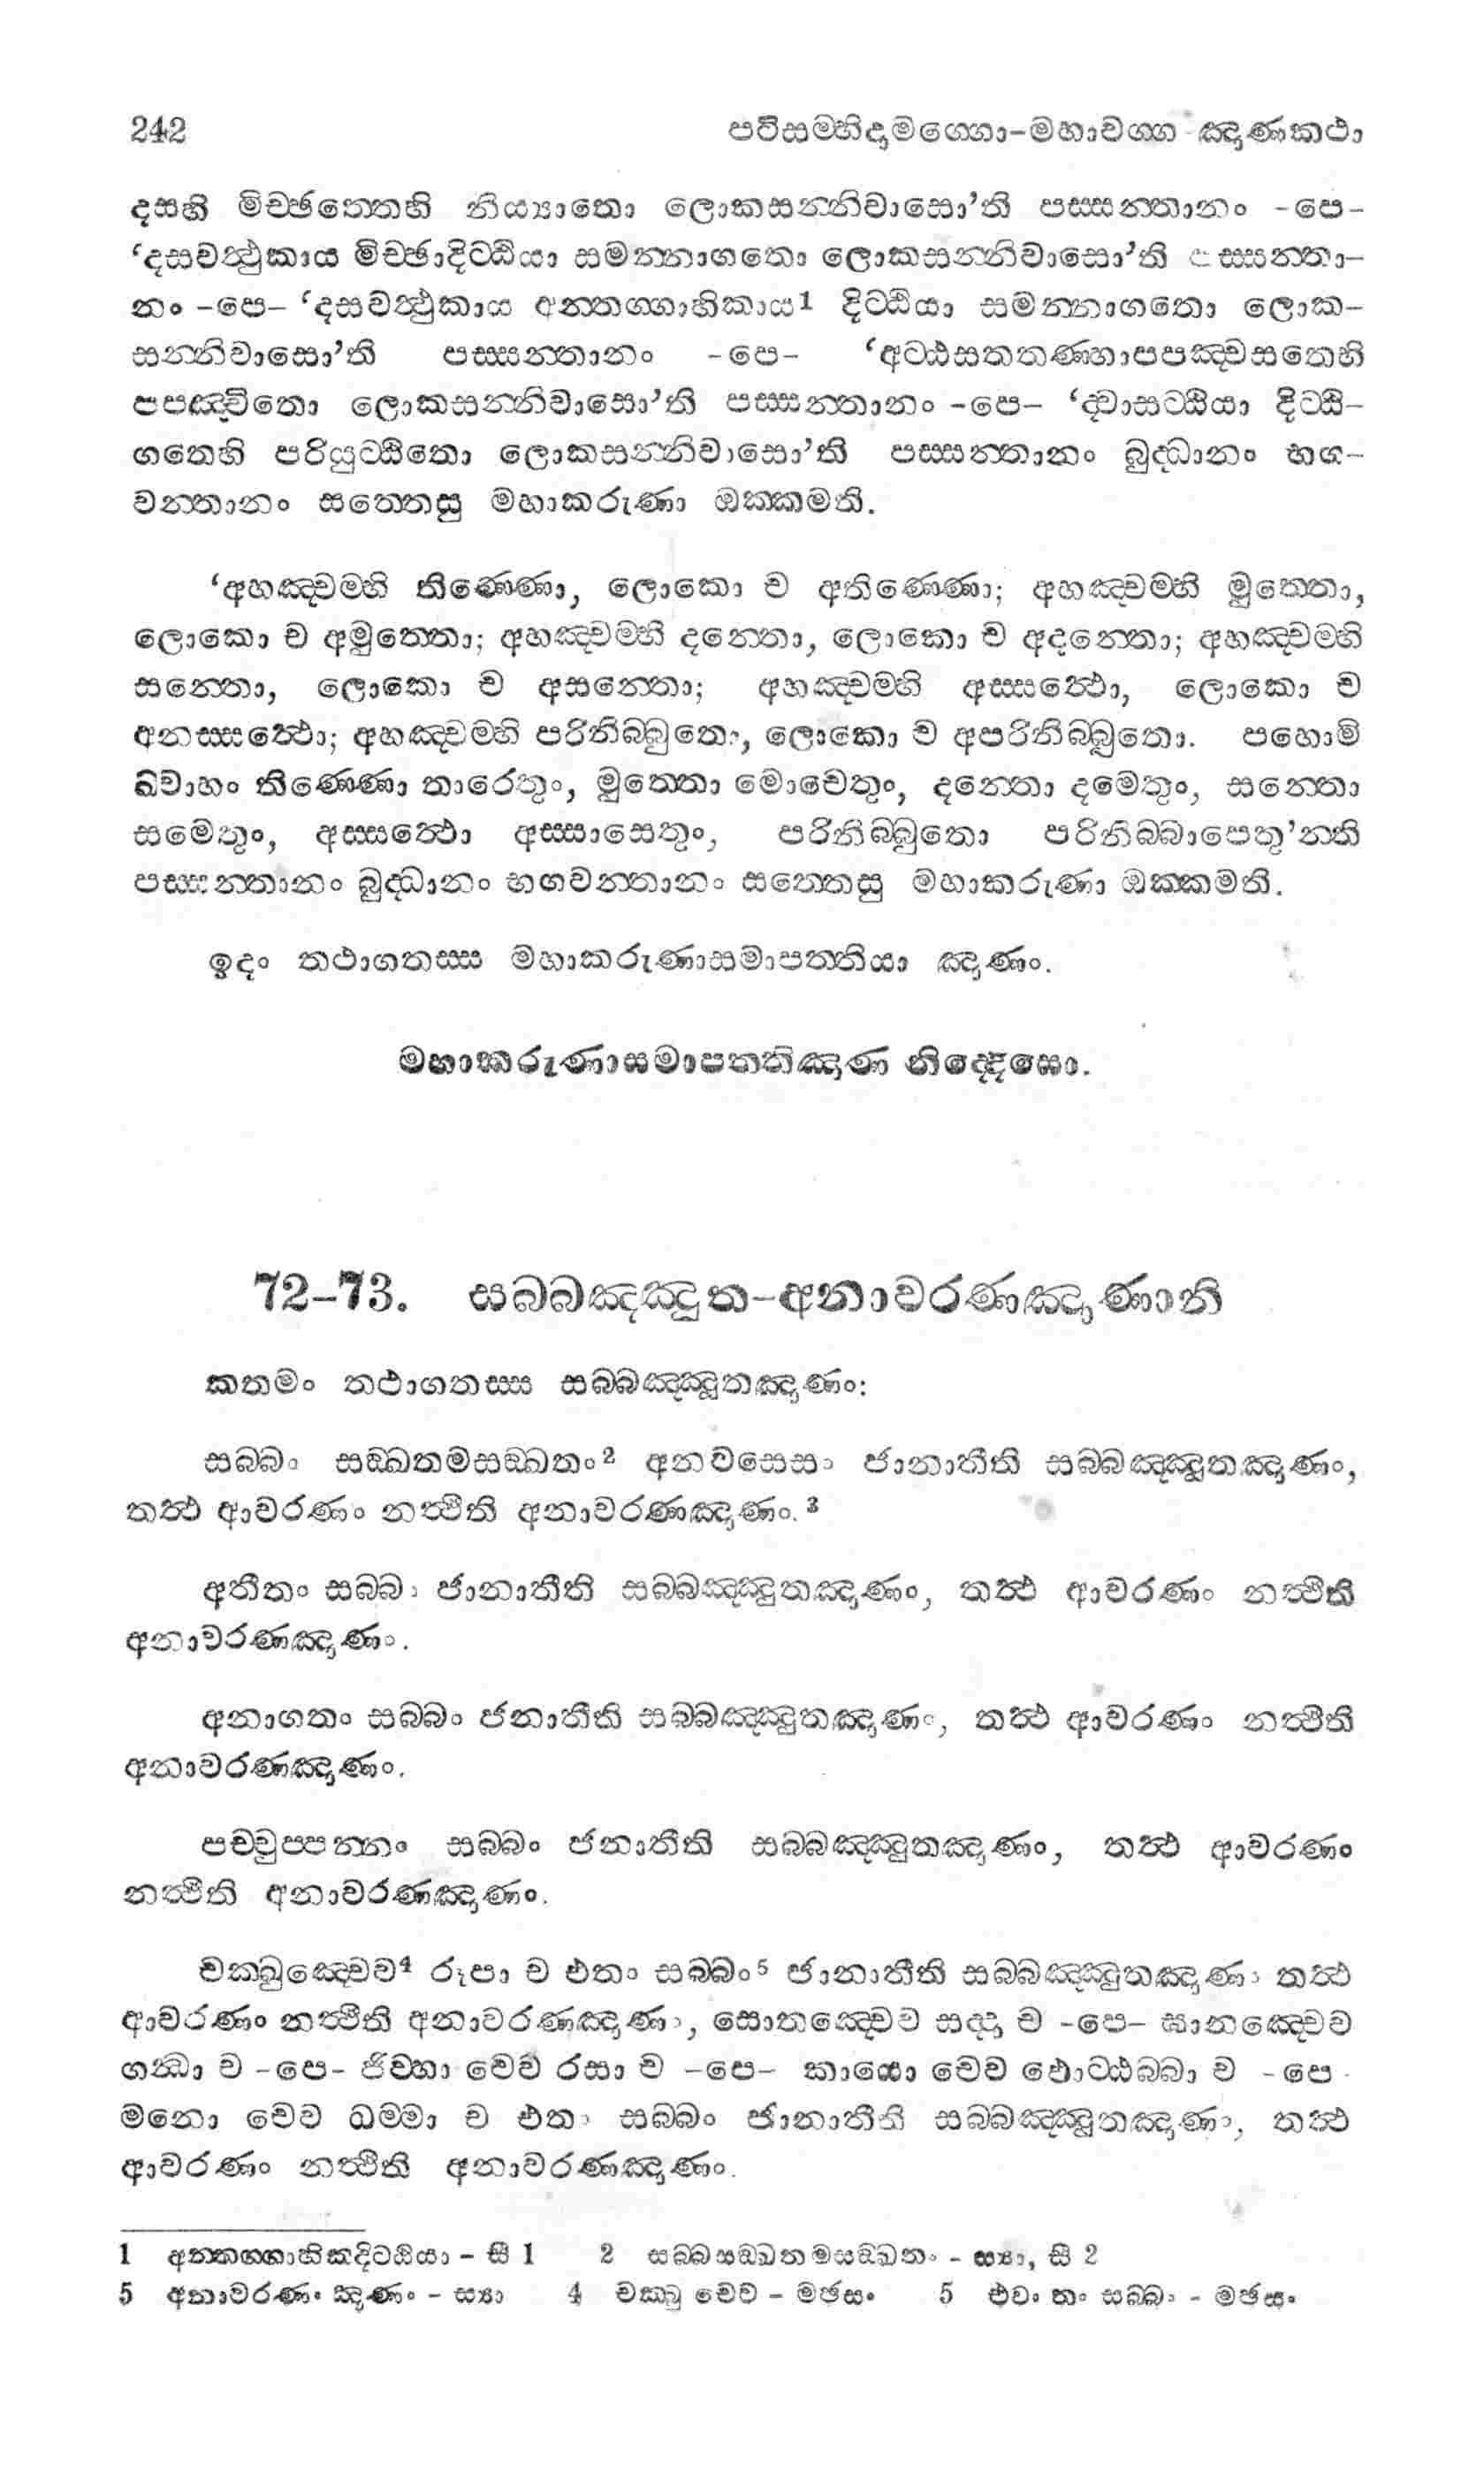 242 පටිසම්භිදාමග්ගො-මහාවග්ග ඤාණකථා
දසහි මිච්ඡත්තෙහි නිය්‍යාතො ලොකසන්නිවාසො’ති පස්සන්තානං -පෙ-
‘දසවත්‍ථුකාය මිච්ඡාදිට්ඨියා සමන්නාගතො ලොකසන්නිවාසො’ති පස්සන්තා-
නං -පෙ- ‘දසවත්‍ථුකාය අන්තග්ගාහිකාය1 දිට්ඨියා සමන්නාගතො ලොක-
සන්නිවාසො’ති පස්සන්තානං -පෙ- ‘අට්ඨසතතණ්හාපපඤ්චසතෙහි
පපඤ්චිතො ලොකසන්නිවාසො’ති පස්සන්තානං -පෙ- ‘ද්වාසට්ඨියා දිට්ඨි-
ගතෙහි පරියුට්ඨිතො ලොකසන්නිවාසො’ති පස්සන්තානං බුද්ධානං භග-
වන්තානං සත්තෙසු මහාකරුණා ඔක්කමති.
‘අහඤ්චම්හි තිණ්ණො, ලොකො ච අතිණ්ණො; අහඤ්චම්හි මුත්තො,
ලොකො ච අමුත්තො; අහඤ්චම්හි දන්තො, ලොකො ච අදන්තො; අහඤ්චම්හි
සන්තො, ලොකො ච අසන්තො; අහඤ්චම්හි අස්සත්‍ථො, ලොකො ච
අනස්සත්‍ථො; අහඤ්චම්හි පරිනිබ්බුතො, ලොකො ච අපරිනිබ්බුතො. පහොමි
ඛ්වාහං තිණ්ණො තාරෙතුං, මුත්තො මොචෙතුං, දන්තො දමෙතුං, සන්තො
සමෙතුං, අස්සත්‍ථො අස්සාසෙතුං, පරිනිබ්බුතො පරිනිබ්බාපෙතු’න්ති
පස්සන්තානං බුද්ධානං භගවන්තානං සත්තෙසු මහාකරුණා ඔක්කමති.
ඉදං තථාගතස්ස මහාකරුණාසමාපත්තියා ඤාණං.
මහාකරුණාසමාපත්තිඤාණ නිද්දෙසො.
72-73. සබ්බඤ්ඤුත-අනාවරණඤාණානි
කතමං තථාගතස්ස සබ්බඤ්ඤුතඤාණං:
සබ්බං සඞ්ඛතමසඞ්ඛතං2 අනවසෙසං ජානාතීති සබ්බඤ්ඤුතඤාණං,
තත්‍ථ ආවරණං නත්‍ථීති අනාවරණඤාණං.3
අතීතං සබ්බං ජානාතීති සබ්බඤ්ඤුතඤාණං, තත්‍ථ ආවරණං නත්‍ථීති
අනාවරණඤාණං.
අනාගතං සබ්බං ජනාතීති සබ්බඤ්ඤුතඤාණං, තත්‍ථ ආවරණං නත්‍ථීති
අනාවරණඤාණං.
පච්චුප්පන්නං සබ්බං ජනාතීති සබ්බඤ්ඤුතඤාණං, තත්‍ථ ආවරණං
නත්‍ථීති අනාවරණඤාණං.
චක්ඛුඤ්චෙව4 රූපා ච එතං සබ්බං5 ජානාතීති සබ්බඤ්ඤුතඤාණං තත්‍ථ
ආවරණං නත්‍ථීති අනාවරණඤාණං, සොතඤ්චෙව සද්දා ච -පෙ- ඝානඤ්චෙව
ගන්ධා ච -පෙ- ජිව්හා චෙව රසා ච -පෙ- කායො චෙව ඵොට්ඨබ්බා ච -පෙ-
මනො චෙව ධම්මා ච එතං සබ්බං ජානාතීති සබ්බඤ්ඤුතඤාණං, තත්‍ථ
ආවරණං නත්‍ථීති අනාවරණඤාණං.
1 අන්තග්ගාහිකදිට්ඨියා - සී 1 2 සබ්බසඞ්ඛතමසඞ්ඛතං - ස්‍යා, සී 2
5 අනාවරණං ඤාණං - ස්‍යා 4 චක්ඛු චෙව - මඡසං 5 එවං තං සබ්බං - මඡසං